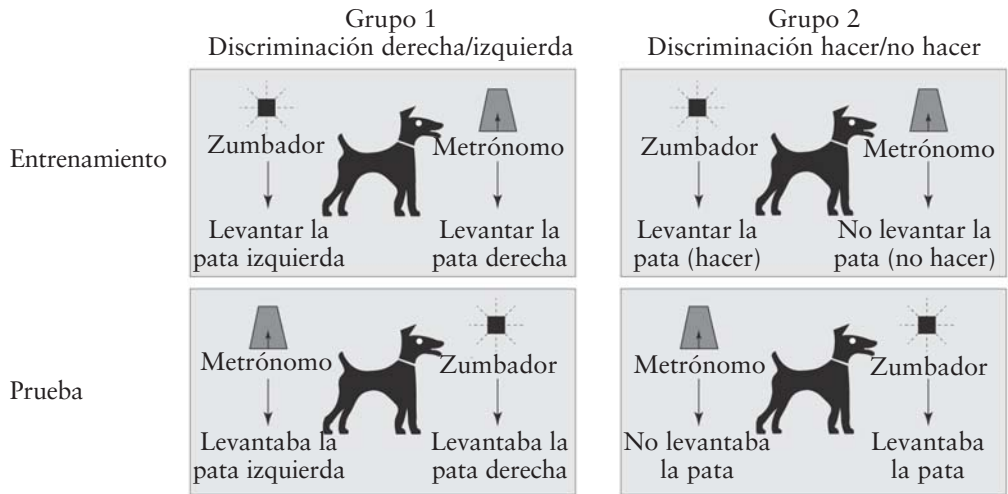 Grupo 1
Discriminación derecha/izquierda
Grupo 2
Discriminación hacer/no hacer
Entrenamiento
Zumbador
Metrónomo
Levantar la
pata izquierda
Levantar la
pata derecha
Zumbador
Metrónomo
Levantar la
pata (hacer)
No levantar la
pata (no hacer)
Prueba
Metrónomo
Zumbador
Levantaba la
pata izquierda
Levantaba la
pata derecha
Metrónomo
Zumbador
No levantaba
la pata
Levantaba
la pata